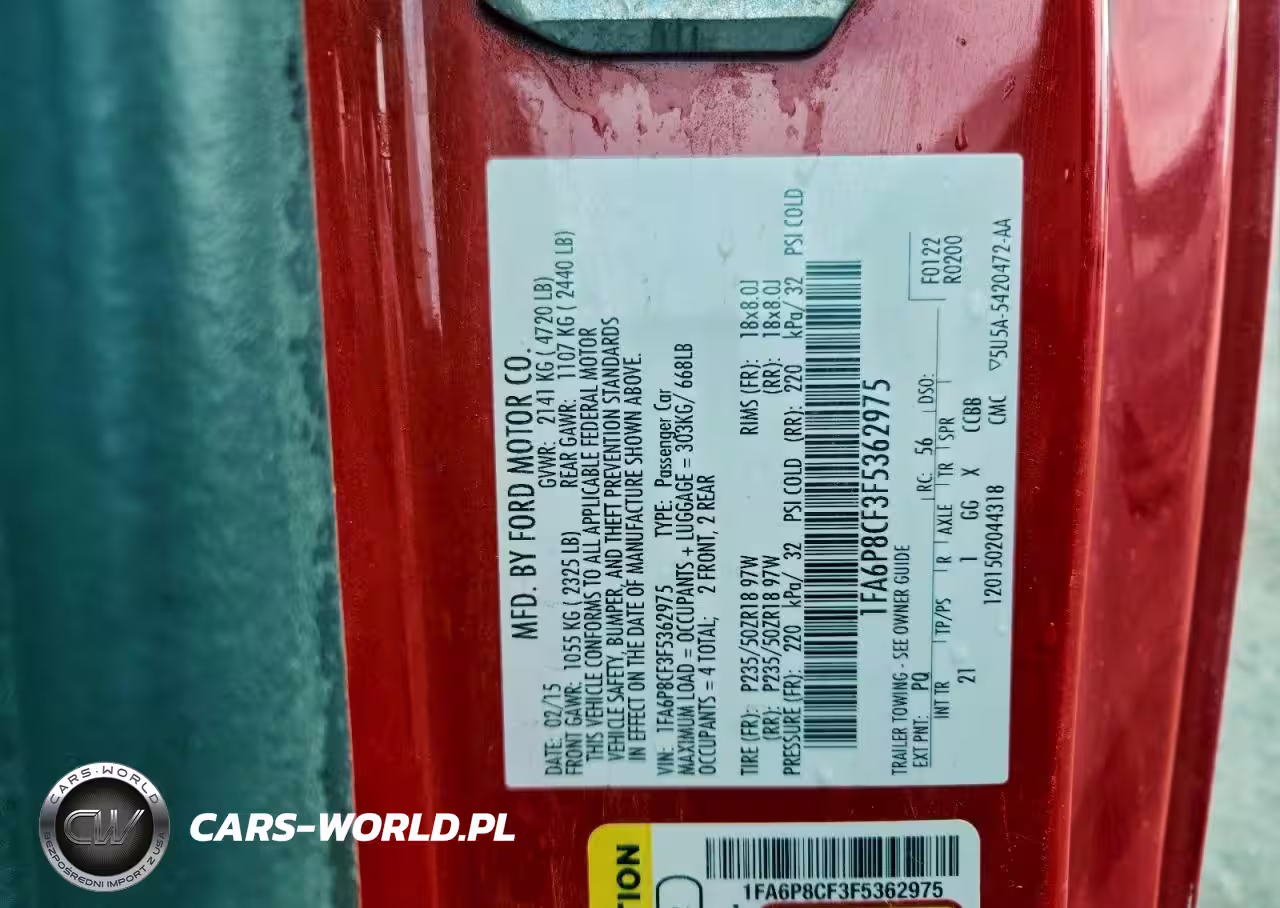 MFD. BY FORD MOTOR CO.
DATE: 02/15 GVWR: 2141 KG ( 4720 LB)
FRONT GAWR: 1055 KG ( 2325 LB) REAR GAWR: 1107 KG ( 2440 LB)
THIS VEHICLE CONFORMS TO ALL APPLICABLE FEDERAL MOTOR
VEHICLE SAFETY, BUMPER, AND THEFT PREVENTION STANDARDS
IN EFFECT ON THE DATE OF MANUFACTURE SHOWN ABOVE.
VIN: 1FA6P8CF3F5362975 TYPE: Passenger Car
MAXIMUM LOAD = OCCUPANTS + LUGGAGE = 303KG/ 668LB
OCCUPANTS = 4 TOTAL; 2 FRONT, 2 REAR
TIRE (FR): P235/50ZR18 97W RIMS (FR): 18x8.0J
(RR): P235/50ZR18 97W (RR): 18x8.0J
PRESSURE (FR): 220 kPa/ 32 PSI COLD (RR): 220 kPa/ 32 PSI COLD
1FA6P8CF3F5362975
TRAILER TOWING - SEE OWNER GUIDE
EXT PNT: PQ RC: 56 DSO: F0122
INT TR TP/PS R AXLE TR SPR R0200
21 I GG X CCBB
1201502044318 CMC ▽5U5A-5420472-AA
TION
1FA6P8CF3F5362975
CARS-WORLD
CW
BEZPOŚREDNI IMPORT Z USA
CARS-WORLD.PL